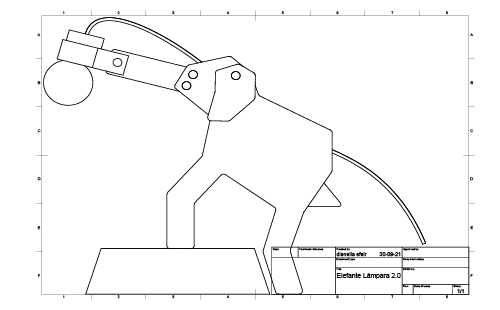 1 2 3 4 5 6 7 8
A A
B B
C C
D D
E E
F F
Dept.
Technical reference
Created by
Approved by
dianella efeir 30-09-21
Document type
Document status
Title
Elefante Lámpara 2.0
DWG No.
Rev.
Date of issue
Sheet
1/1
1 2 3 4 5 6 7 8